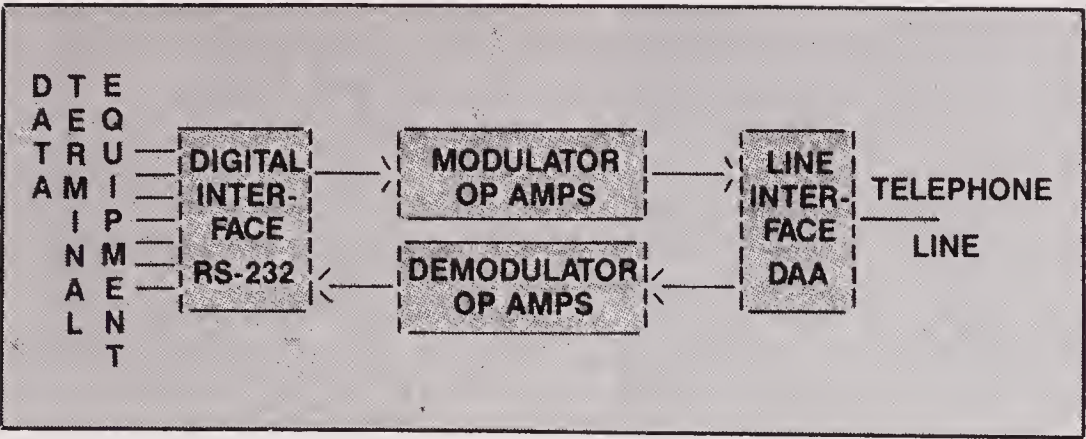 DATA
TERMINAL
EQUIPMENT
DIGITAL
INTER-
FACE
RS-232
MODULATOR
OP AMPS
DEMODULATOR
OP AMPS
LINE
INTER-
FACE
DAA
TELEPHONE
LINE